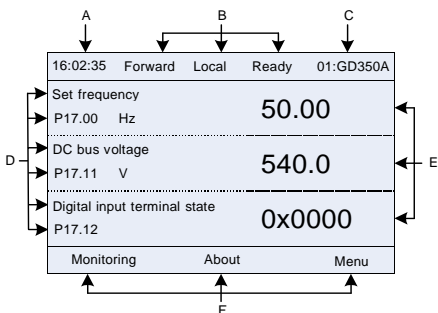 A B C
16:02:35 Forward Local Ready 01:GD350A
Set frequency
P17.00 Hz 50.00
DC bus voltage
P17.11 V 540.0
Digital input terminal state
P17.12 0x0000
D E
Monitoring About Menu
F